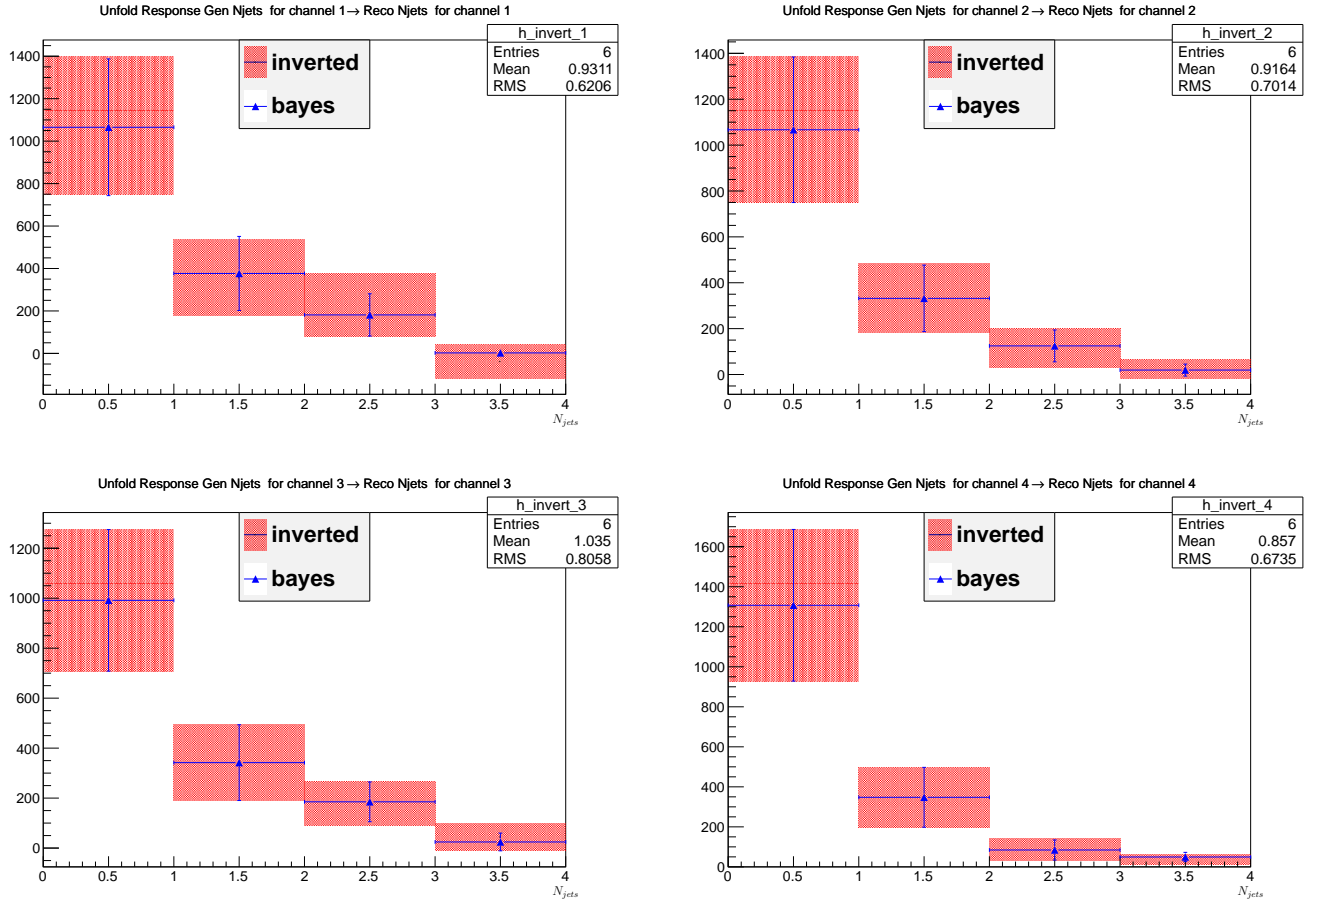 Unfold Response Gen Njets for channel 1→ Reco Njets for channel 1
h_invert_1
Entries 6
Mean 0.9311
RMS 0.6206
inverted
bayes
1400
1200
1000
800
600
400
200
0
0 0.5 1 1.5 2 2.5 3 3.5 4
N_jets
Unfold Response Gen Njets for channel 2→ Reco Njets for channel 2
h_invert_2
Entries 6
Mean 0.9164
RMS 0.7014
inverted
bayes
1400
1200
1000
800
600
400
200
0
0 0.5 1 1.5 2 2.5 3 3.5 4
N_jets
Unfold Response Gen Njets for channel 3→ Reco Njets for channel 3
h_invert_3
Entries 6
Mean 1.035
RMS 0.8058
inverted
bayes
1200
1000
800
600
400
200
0
0 0.5 1 1.5 2 2.5 3 3.5 4
N_jets
Unfold Response Gen Njets for channel 4→ Reco Njets for channel 4
h_invert_4
Entries 6
Mean 0.857
RMS 0.6735
inverted
bayes
1600
1400
1200
1000
800
600
400
200
0
0 0.5 1 1.5 2 2.5 3 3.5 4
N_jets